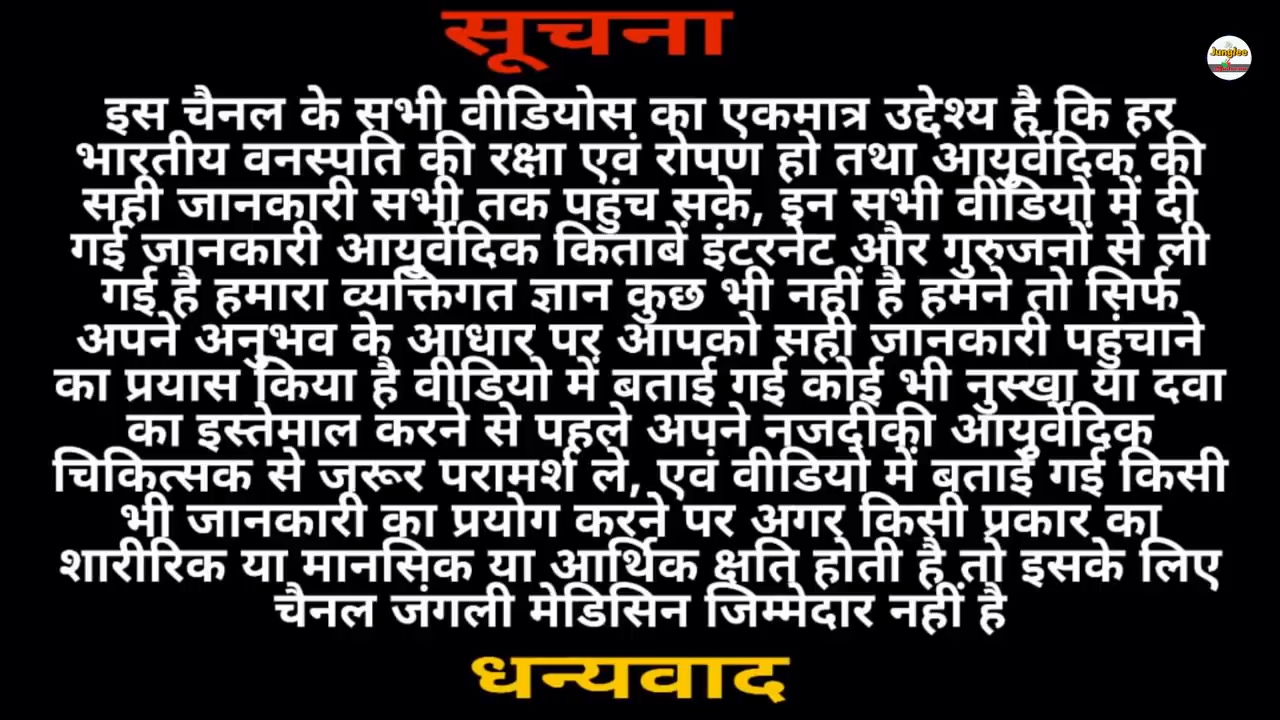 सूचना
Junglee
इस चैनल के सभी वीडियोस का एकमात्र उद्देश्य है कि हर
भारतीय वनस्पति की रक्षा एवं रोपण हो तथा आयुर्वेदिक की
सही जानकारी सभी तक पहुंच सके, इन सभी वीडियो में दी
गई जानकारी आयुर्वेदिक किताबें इंटरनेट और गुरुजनों से ली
गई है हमारा व्यक्तिगत ज्ञान कुछ भी नहीं है हमने तो सिर्फ
अपने अनुभव के आधार पर आपको सही जानकारी पहुंचाने
का प्रयास किया है वीडियो में बताई गई कोई भी नुस्खा या दवा
का इस्तेमाल करने से पहले अपने नजदीकी आयुर्वेदिक
चिकित्सक से जरूर परामर्श ले, एवं वीडियो में बताई गई किसी
भी जानकारी का प्रयोग करने पर अगर किसी प्रकार का
शारीरिक या मानसिक या आर्थिक क्षति होती है तो इसके लिए
चैनल जंगली मेडिसिन जिम्मेदार नहीं है
धन्यवाद